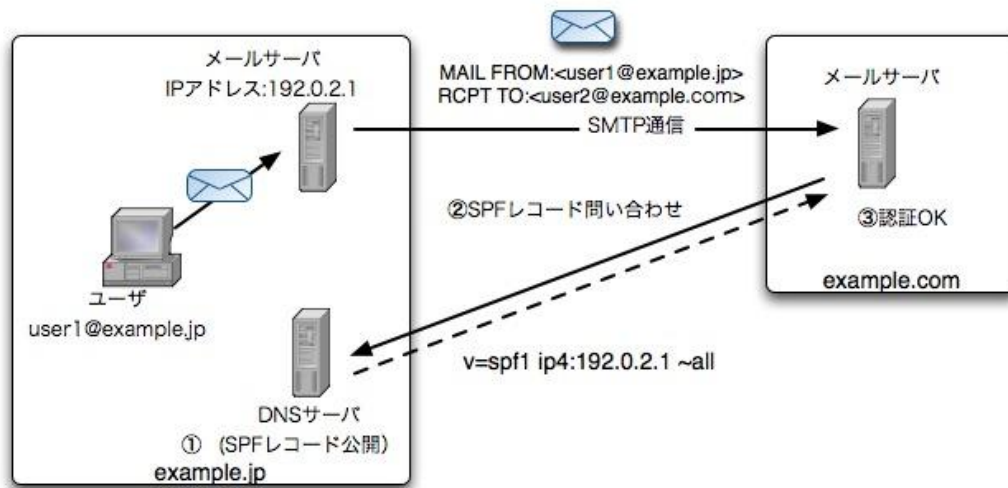 メールサーバ
IPアドレス:192.0.2.1
MAIL FROM:<user1@example.jp>
RCPT TO:<user2@example.com>
SMTP通信
メールサーバ
②SPFレコード問い合わせ
③認証OK
example.com
ユーザ
user1@example.jp
v=spf1 ip4:192.0.2.1 ~all
DNSサーバ
① (SPFレコード公開)
example.jp